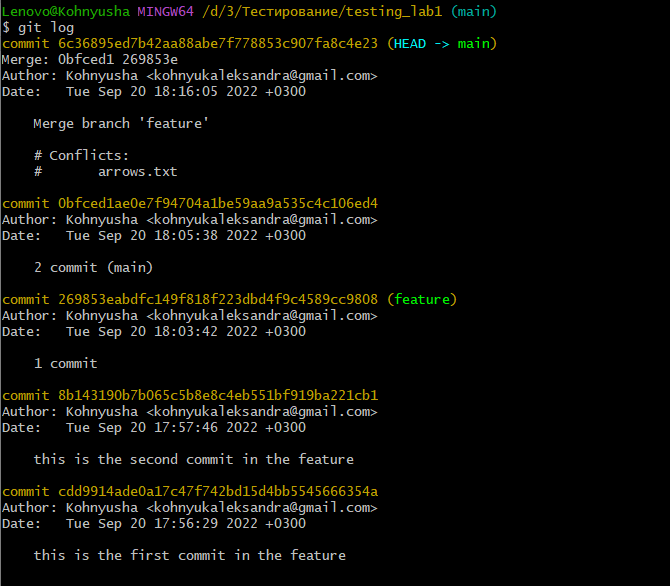 Lenovo@Kohnyusha MINGW64 /d/3/Тестирование/testing_lab1 (main)
$ git log
commit 6c36895ed7b42aa88abe7f778853c907fa8c4e23 (HEAD -> main)
Merge: 0bfced1 269853e
Author: Kohnyusha <kohnyukaleksandra@gmail.com>
Date:   Tue Sep 20 18:16:05 2022 +0300
    Merge branch 'feature'
    # Conflicts:
    #       arrows.txt
commit 0bfced1ae0e7f94704a1be59aa9a535c4c106ed4
Author: Kohnyusha <kohnyukaleksandra@gmail.com>
Date:   Tue Sep 20 18:05:38 2022 +0300
    2 commit (main)
commit 269853eabdfc149f818f223dbd4f9c4589cc9808 (feature)
Author: Kohnyusha <kohnyukaleksandra@gmail.com>
Date:   Tue Sep 20 18:03:42 2022 +0300
    1 commit
commit 8b143190b7b065c5b8e8c4eb551bf919ba221cb1
Author: Kohnyusha <kohnyukaleksandra@gmail.com>
Date:   Tue Sep 20 17:57:46 2022 +0300
    this is the second commit in the feature
commit cdd9914ade0a17c47f742bd15d4bb5545666354a
Author: Kohnyusha <kohnyukaleksandra@gmail.com>
Date:   Tue Sep 20 17:56:29 2022 +0300
    this is the first commit in the feature